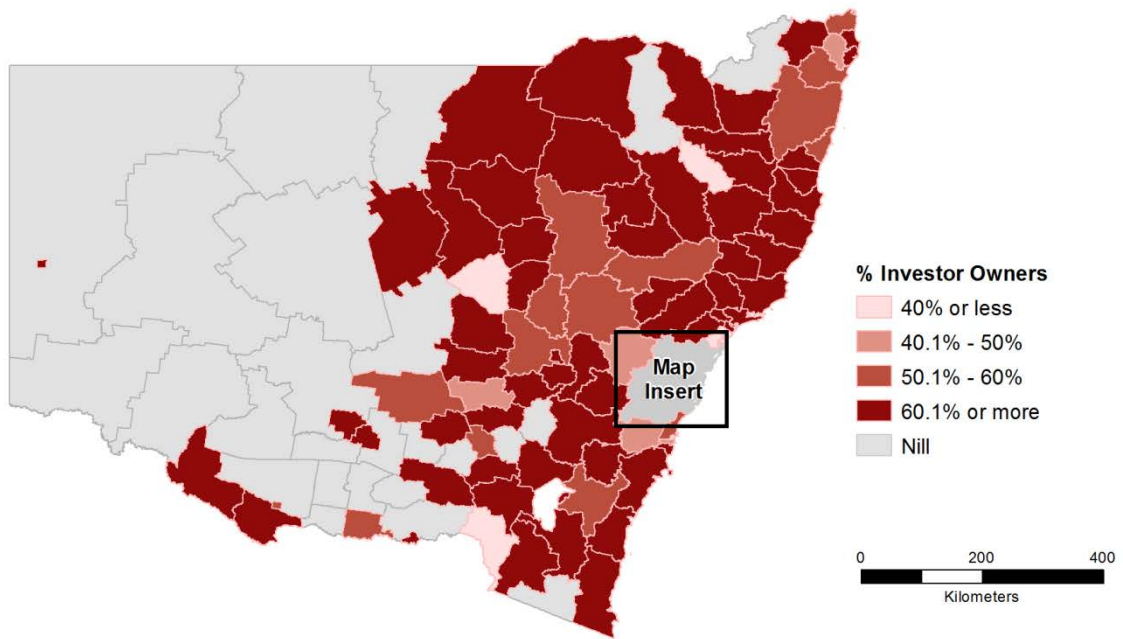 Map
Insert
% Investor Owners
40% or less
40.1% - 50%
50.1% - 60%
60.1% or more
Nill
0 200 400
Kilometers